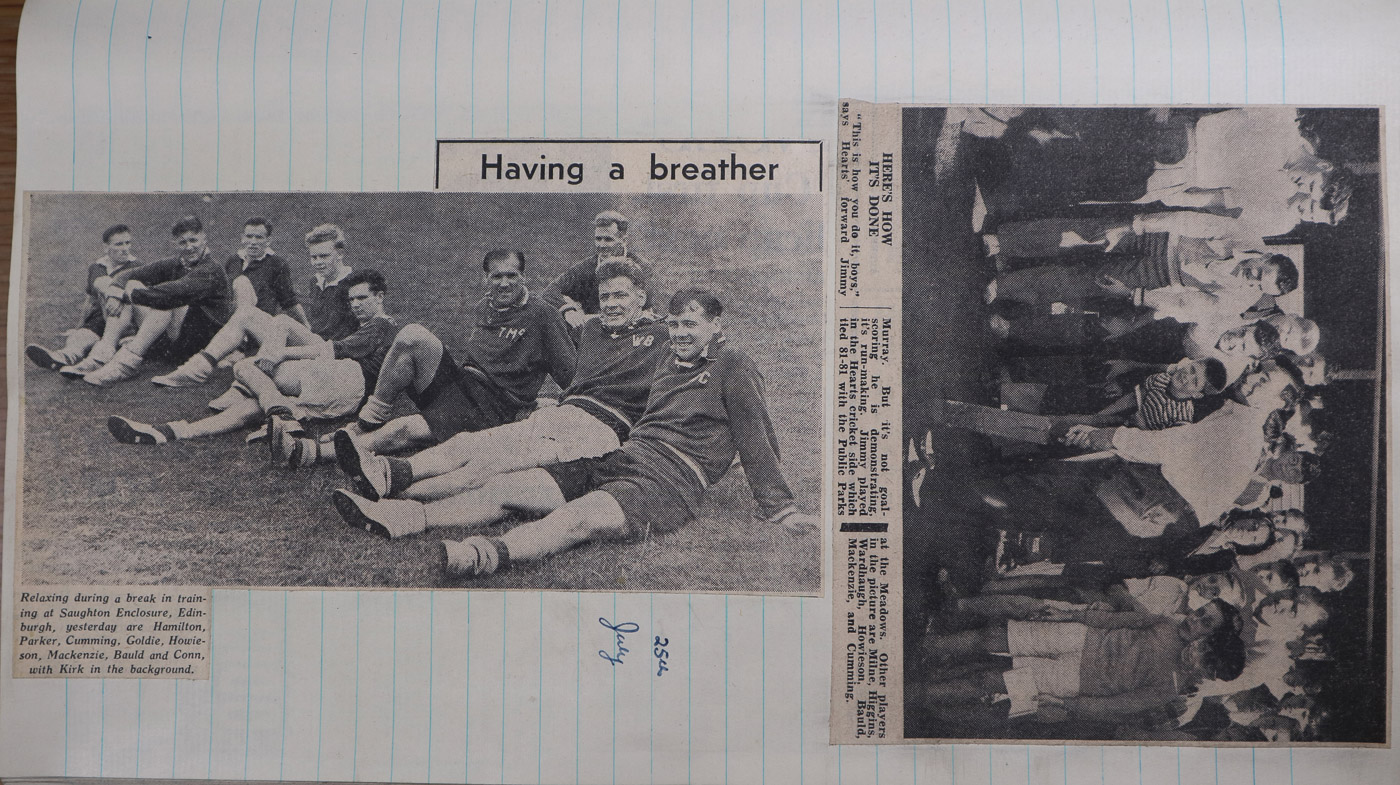 Having a breather
T.Mc
WB
C
Relaxing during a break in train-
ing at Saughton Enclosure, Edin-
burgh, yesterday are Hamilton,
Parker, Cumming, Goldie, Howie-
son, Mackenzie, Bauld and Conn,
with Kirk in the background.
25th
July
HERE'S HOW
IT'S DONE
"This is how you do it, boys,"
says Hearts' forward Jimmy
Murray. But it's not goal-
scoring he is demonstrating,
it's run-making. Jimmy played
in the Hearts cricket side which
tied 81-81 with the Public Parks
at the Meadows. Other players
in the picture are Milne, Higgins,
Wardhaugh, Howieson, Bauld,
Mackenzie, and Cumming.